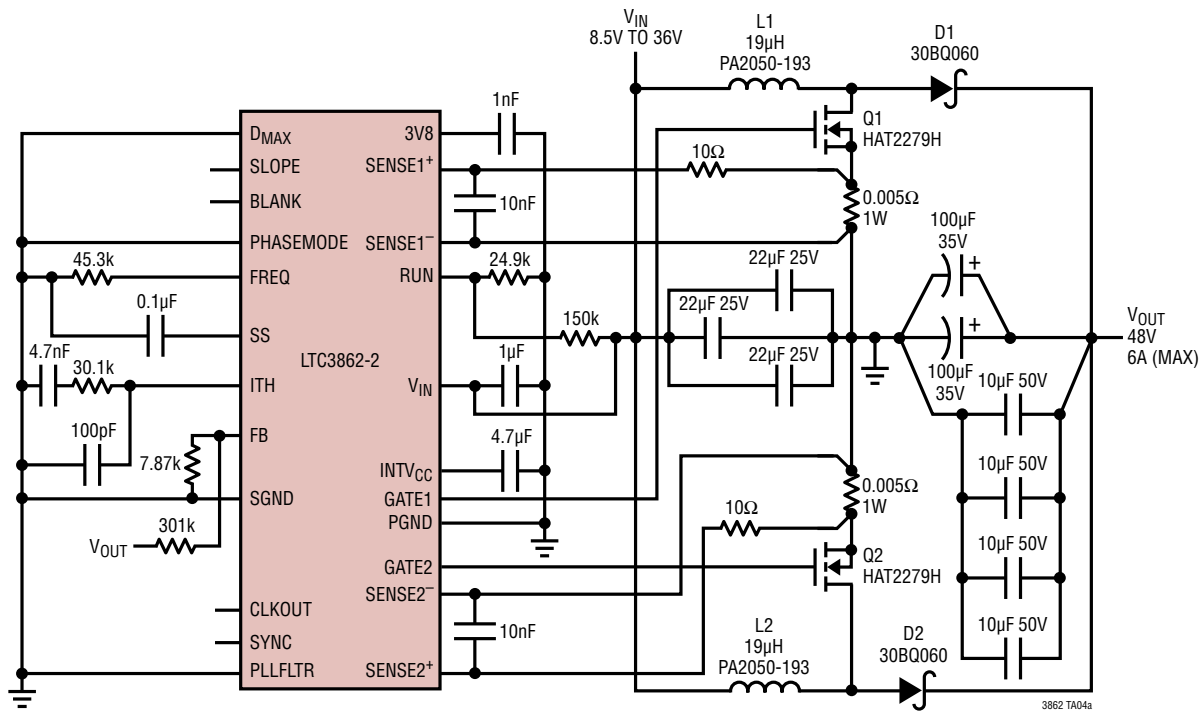 V_IN
8.5V TO 36V
L1
19µH
PA2050-193
D1
30BQ060
1nF
D_MAX
3V8
Q1
HAT2279H
SLOPE
SENSE1⁺
10Ω
BLANK
10nF
0.005Ω
1W
PHASEMODE
SENSE1⁻
100µF
35V
+
45.3k
FREQ
RUN
24.9k
22µF 25V
0.1µF
22µF 25V
SS
150k
+
V_OUT
48V
6A (MAX)
4.7nF
30.1k
LTC3862-2
1µF
22µF 25V
100µF
35V
ITH
V_IN
10µF 50V
100pF
FB
4.7µF
7.87k
INTV_CC
10µF 50V
SGND
GATE1
0.005Ω
1W
10Ω
301k
PGND
V_OUT
10µF 50V
GATE2
Q2
HAT2279H
SENSE2⁻
CLKOUT
10nF
10µF 50V
SYNC
L2
19µH
PA2050-193
D2
30BQ060
PLLFLTR
SENSE2⁺
3862 TA04a